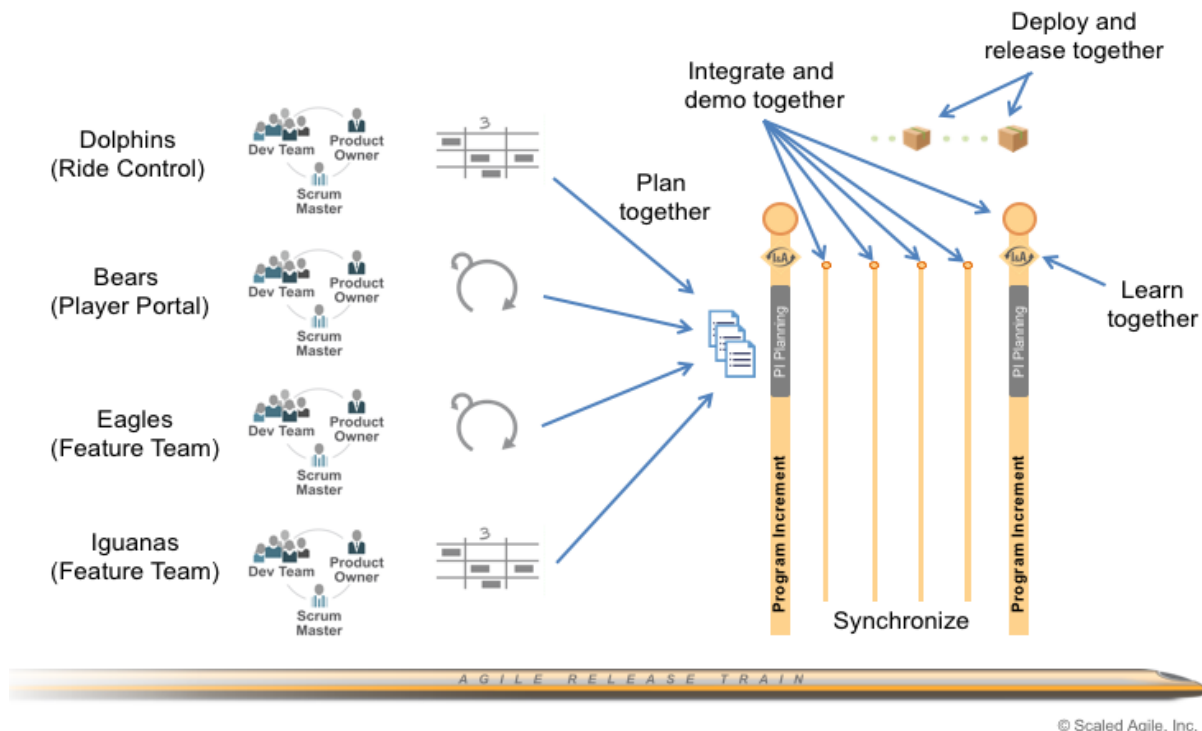 Deploy and
release together
Integrate and
demo together
Dolphins
(Ride Control)
Dev Team
Product
Owner
Scrum
Master
3
Plan
together
Bears
(Player Portal)
Dev Team
Product
Owner
Scrum
Master
I&A
I&A
Learn
together
PI Planning
PI Planning
Eagles
(Feature Team)
Dev Team
Product
Owner
Scrum
Master
Iguanas
(Feature Team)
Dev Team
Product
Owner
Scrum
Master
3
Program Increment
Program Increment
Synchronize
AGILE RELEASE TRAIN
© Scaled Agile, Inc.